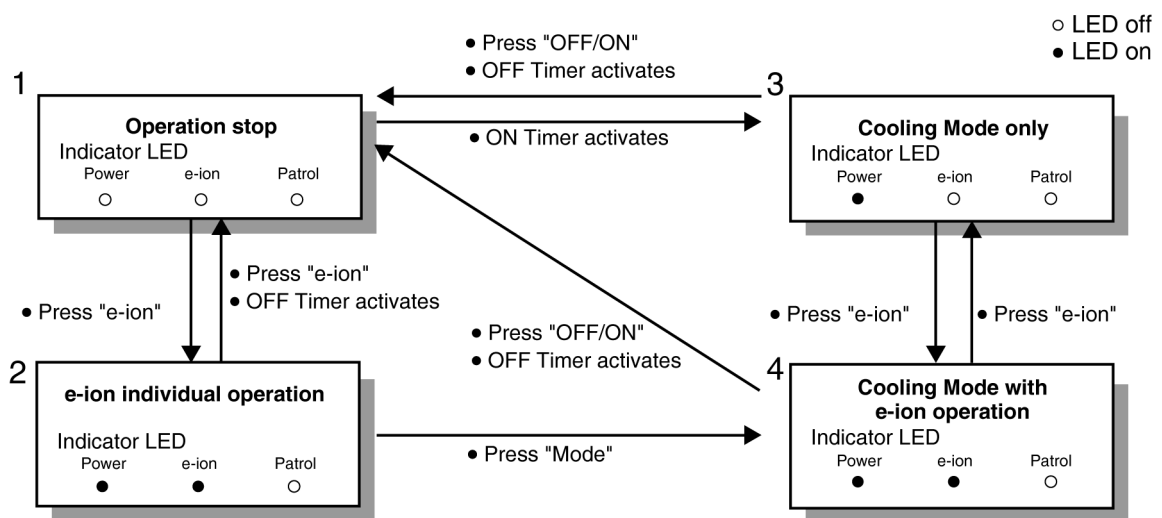 ○ LED off
● LED on
● Press "OFF/ON"
● OFF Timer activates
1
Operation stop
Indicator LED
Power e-ion Patrol
● ON Timer activates
3
Cooling Mode only
Indicator LED
Power e-ion Patrol
● Press "e-ion"
● Press "e-ion"
● OFF Timer activates
● Press "OFF/ON"
● OFF Timer activates
● Press "e-ion"
● Press "e-ion"
2
e-ion individual operation
Indicator LED
Power e-ion Patrol
● Press "Mode"
4
Cooling Mode with
e-ion operation
Indicator LED
Power e-ion Patrol